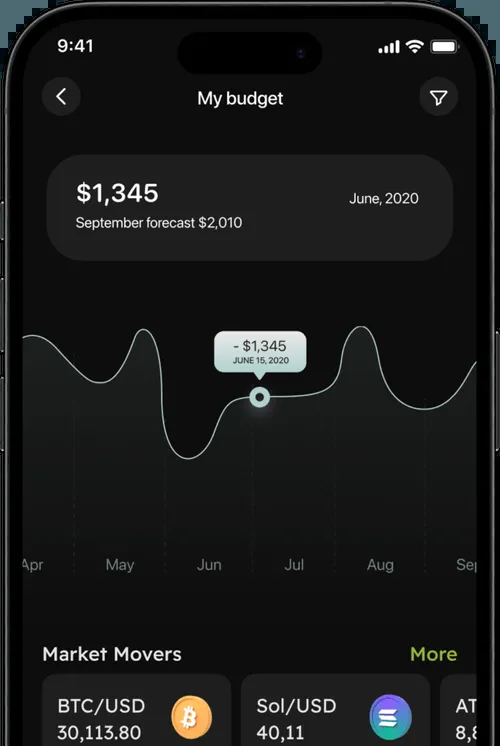 9:41
My budget
$1,345
June, 2020
September forecast $2,010
- $1,345
JUNE 15, 2020
Apr May Jun Jul Aug Sep
Market Movers More
BTC/USD Sol/USD AT
30,113.80 40,11 8,8